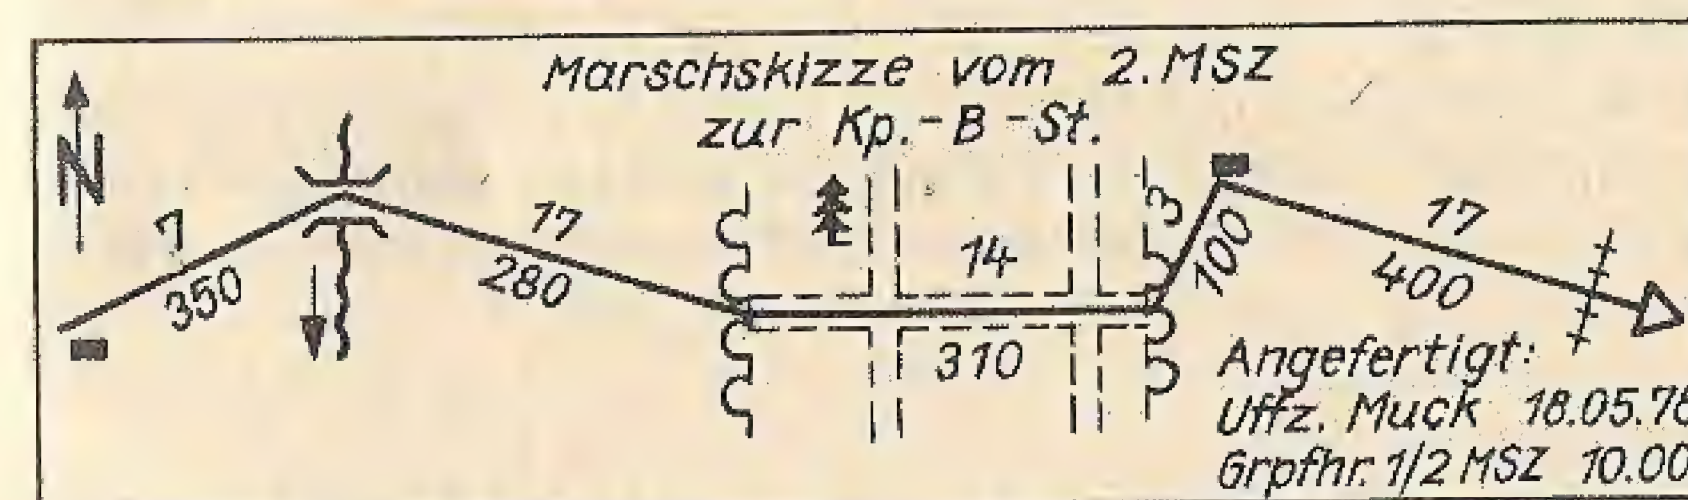 Marschskizze vom 2. MSZ
zur Kp.-B-St.
N
7
350
17
280
14
310
3
100
17
400
Angefertigt:
Uffz. Muck 18.05.78
Grpfhr. 1/2 MSZ 10.00